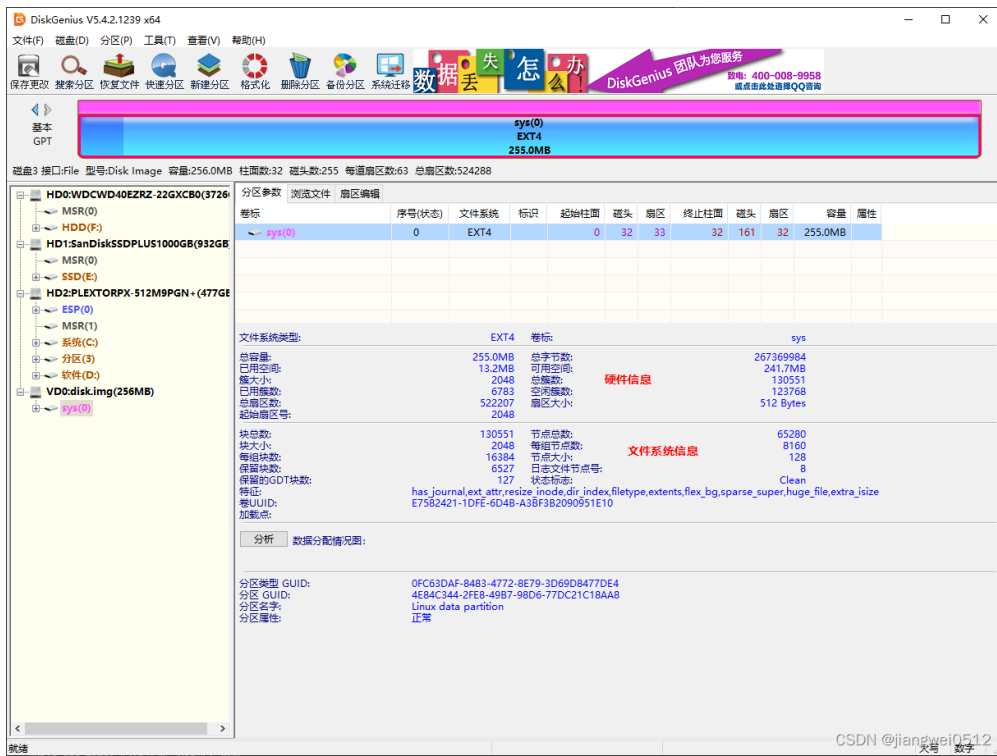 DiskGenius V5.4.2.1239 x64
文件(F) 磁盘(D) 分区(P) 工具(T) 查看(V) 帮助(H)
保存更改 搜索分区 恢复文件 快速分区 新建分区 格式化 删除分区 备份分区 系统迁移
数据丢失怎么办! DiskGenius 团队为您服务
致电: 400-008-9958
或点击此处选择QQ咨询
基本
GPT
sys(0)
EXT4
255.0MB
磁盘3 接口:File 型号:Disk Image 容量:256.0MB 柱面数:32 磁头数:255 每道扇区数:63 总扇区数:524288
HD0:WDCWD40EZRZ-22GXCB0(3726
MSR(0)
HDD(F:)
HD1:SanDiskSSDPLUS1000GB(932GB
MSR(0)
SSD(E:)
HD2:PLEXTORPX-512M9PGN+(477GB
ESP(0)
MSR(1)
系统(C:)
分区(3)
软件(D:)
VD0:disk.img(256MB)
sys(0)
分区参数 浏览文件 扇区编辑
卷标 序号(状态) 文件系统 标识 起始柱面 磁头 扇区 终止柱面 磁头 扇区 容量 属性
sys(0) 0 EXT4 0 32 33 32 161 32 255.0MB
文件系统类型: EXT4 卷标: sys
总容量: 255.0MB 总字节数: 267369984
已用空间: 13.2MB 可用空间: 241.7MB
簇大小: 2048 总簇数: 130551
硬件信息
已用簇数: 6783 空闲簇数: 123768
总扇区数: 522207 扇区大小: 512 Bytes
起始扇区号: 2048
块总数: 130551 节点总数: 65280
块大小: 2048 每组节点数: 8160
文件系统信息
每组块数: 16384 节点大小: 128
保留块数: 6527 日志文件节点号: 8
保留的GDT块数: 127 状态标志: Clean
特征: has_journal,ext_attr,resize_inode,dir_index,filetype,extents,flex_bg,sparse_super,huge_file,extra_isize
卷UUID: E7582421-1DFE-6D4B-A3BF3B2090951E10
加载点:
分析 数据分配情况图:
分区类型 GUID: 0FC63DAF-8483-4772-8E79-3D69D8477DE4
分区 GUID: 4E84C344-2FE8-49B7-98D6-77DC21C18AA8
分区名字: Linux data partition
分区属性: 正常
就绪 大写 数字
CSDN @jiangwei0512